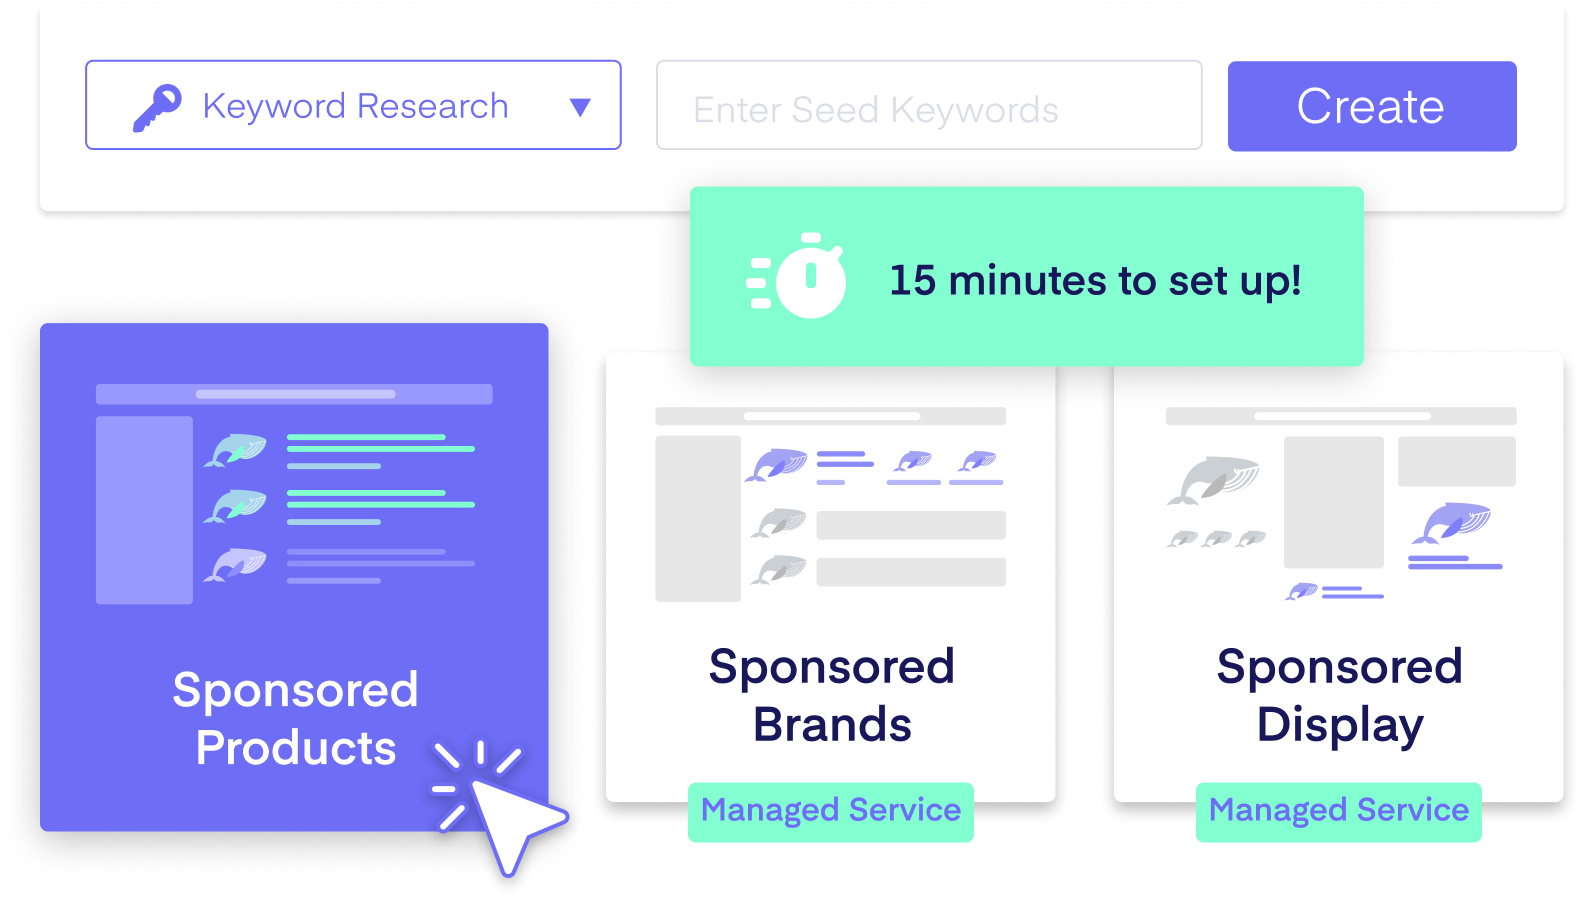 Keyword Research
Enter Seed Keywords
Create
15 minutes to set up!
Sponsored
Products
Sponsored
Brands
Managed Service
Sponsored
Display
Managed Service